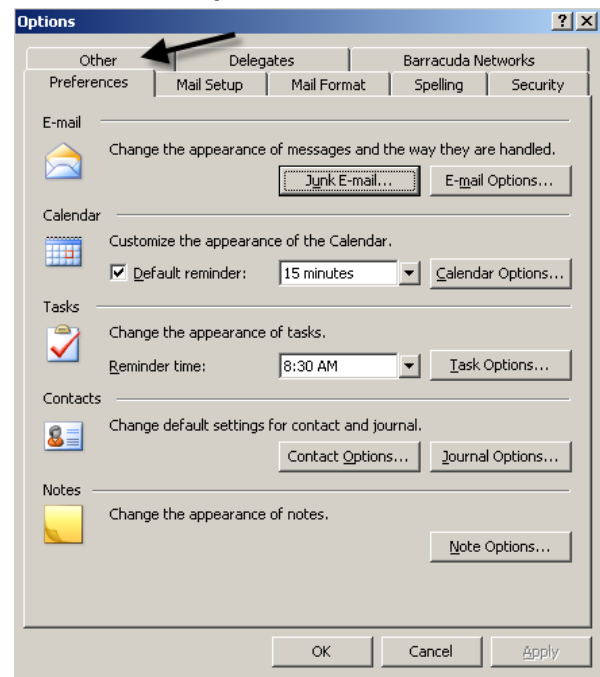 Options
Other Delegates Barracuda Networks
Preferences Mail Setup Mail Format Spelling Security
E-mail
Change the appearance of messages and the way they are handled.
Junk E-mail... E-mail Options...
Calendar
Customize the appearance of the Calendar.
Default reminder: 15 minutes Calendar Options...
Tasks
Change the appearance of tasks.
Reminder time: 8:30 AM Task Options...
Contacts
Change default settings for contact and journal.
Contact Options... Journal Options...
Notes
Change the appearance of notes.
Note Options...
OK Cancel Apply